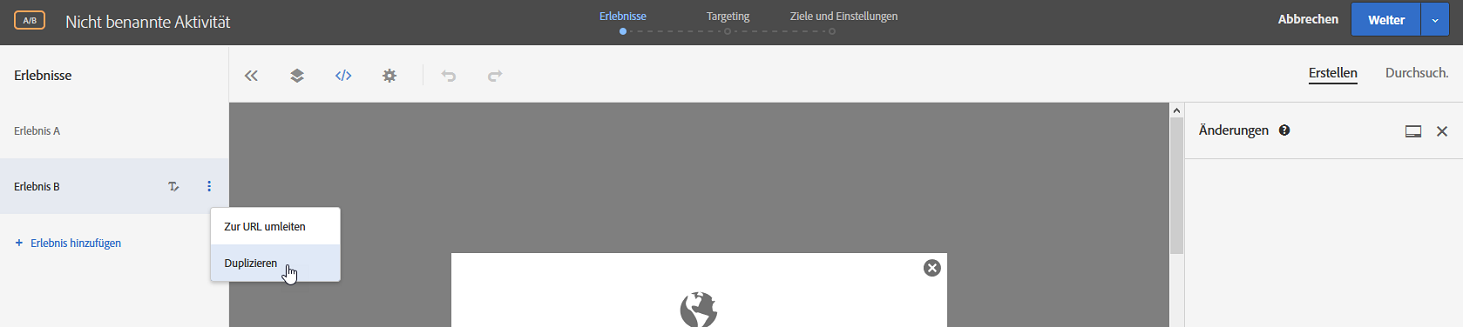 A/B
Nicht benannte Aktivität
Erlebnisse
Targeting
Ziele und Einstellungen
Abbrechen
Weiter
Erlebnisse
Erstellen
Durchsuch.
Erlebnis A
Änderungen
Erlebnis B
Zur URL umleiten
+ Erlebnis hinzufügen
Duplizieren